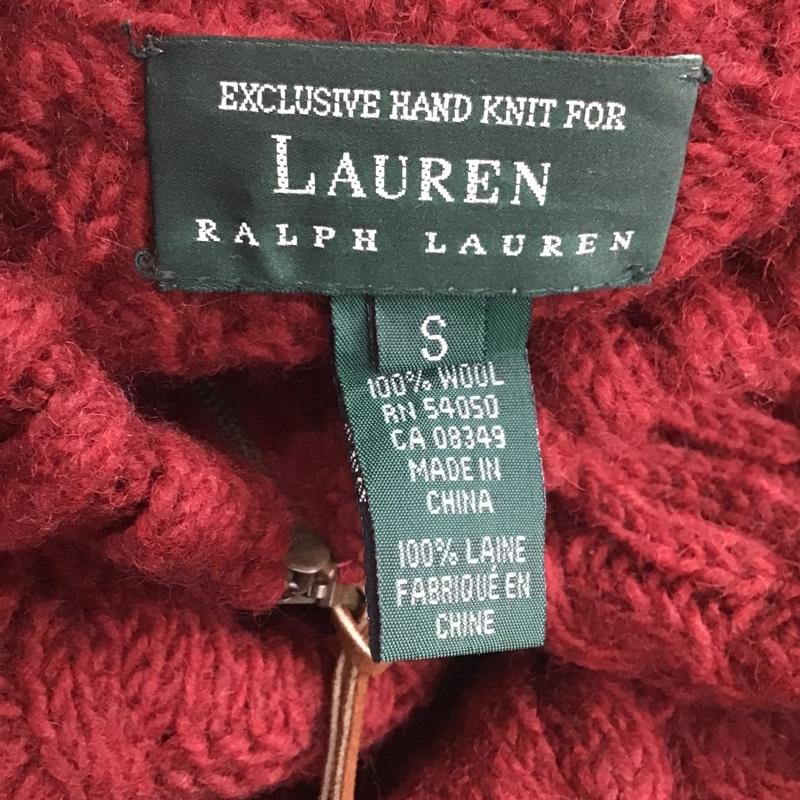 EXCLUSIVE HAND KNIT FOR
LAUREN
RALPH LAUREN
S
100% WOOL
RN 54050
CA 08349
MADE IN
CHINA
100% LAINE
FABRIQUÉ EN
CHINE